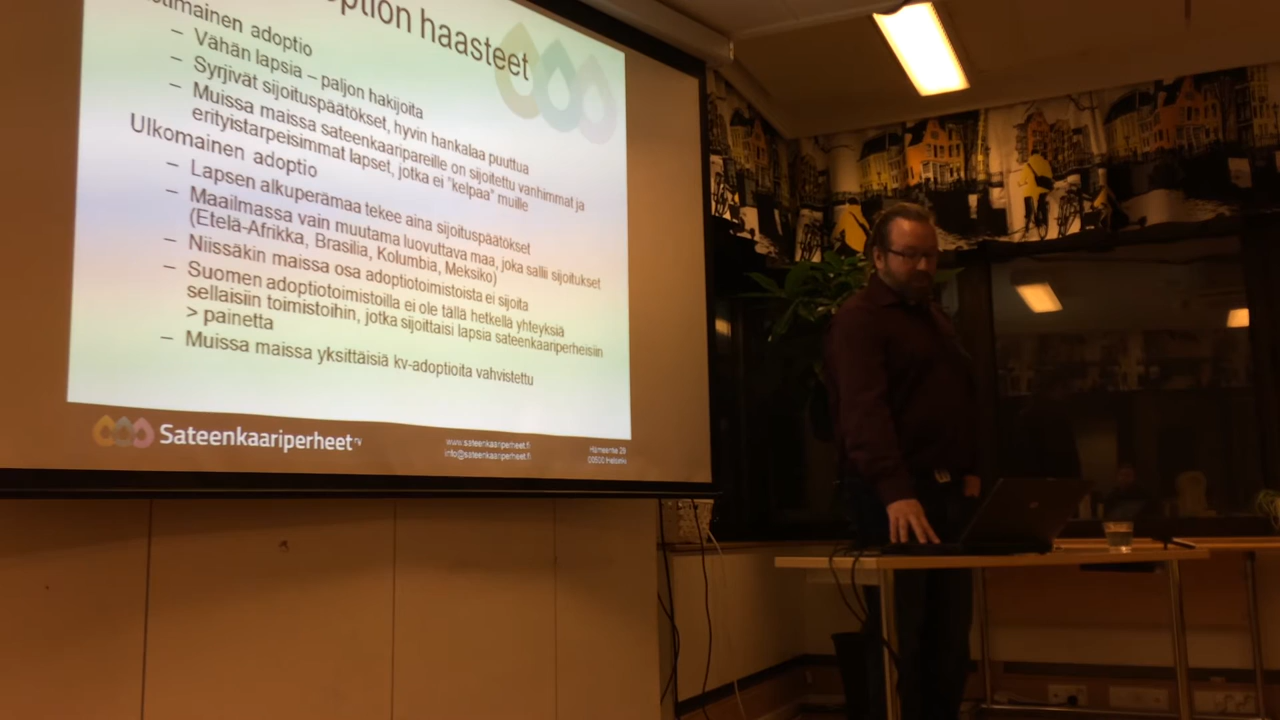 haasteet
adoptio
– Vähän lapsia – paljon hakijoita
– Syrjivät sijoituspäätökset, hyvin hankalaa puuttua
– Muissa maissa sateenkaaripareille on sijoitettu vanhimmat ja
erityistarpeisimmat lapset, jotka ei "kelpaa" muille
Ulkomainen adoptio
– Lapsen alkuperämaa tekee aina sijoituspäätökset
– Maailmassa vain muutama luovuttava maa, joka sallii sijoitukset
(Etelä-Afrikka, Brasilia, Kolumbia, Meksiko)
– Niissäkin maissa osa adoptiotoimistoista ei sijoita
– Suomen adoptiotoimistoilla ei ole tällä hetkellä yhteyksiä
sellaisiin toimistoihin, jotka sijoittaisi lapsia sateenkaariperheisiin
> painetta
– Muissa maissa yksittäisiä kv-adoptioita vahvistettu
Sateenkaariperheet ry
www.sateenkaariperheet.fi
info@sateenkaariperheet.fi
Hämeentie 29
00500 Helsinki